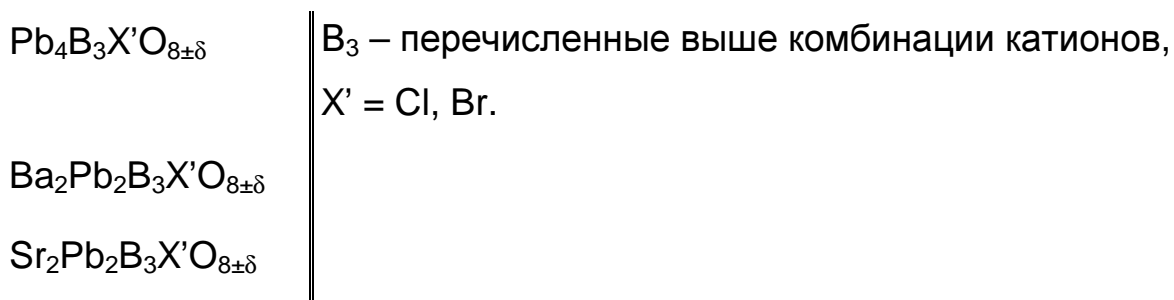 Pb₄B₃X’O₈±δ
B₃ – перечисленные выше комбинации катионов,
X’ = Cl, Br.
Ba₂Pb₂B₃X’O₈±δ
Sr₂Pb₂B₃X’O₈±δ